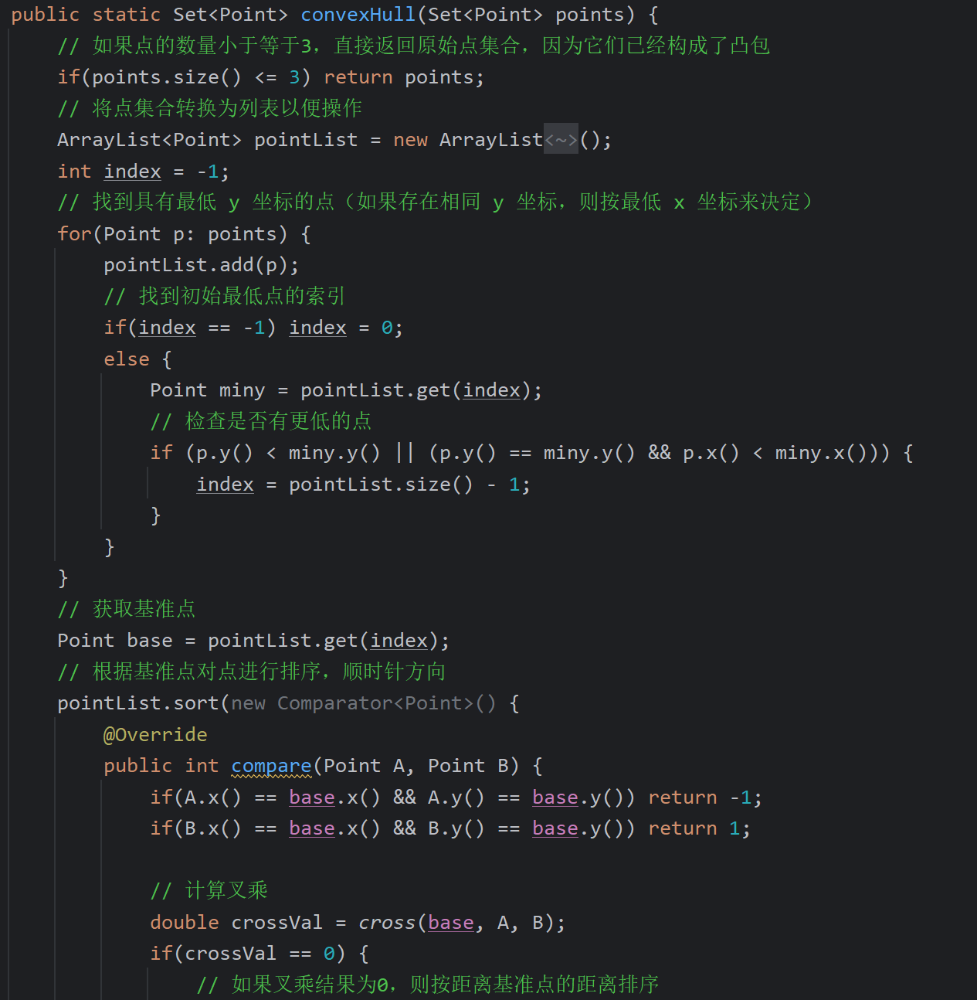 public static Set<Point> convexHull(Set<Point> points) {
// 如果点的数量小于等于3，直接返回原始点集合，因为它们已经构成了凸包
if(points.size() <= 3) return points;
// 将点集合转换为列表以便操作
ArrayList<Point> pointList = new ArrayList<~>();
int index = -1;
// 找到具有最低 y 坐标的点（如果存在相同 y 坐标，则按最低 x 坐标来决定）
for(Point p: points) {
pointList.add(p);
// 找到初始最低点的索引
if(index == -1) index = 0;
else {
Point miny = pointList.get(index);
// 检查是否有更低的点
if (p.y() < miny.y() || (p.y() == miny.y() && p.x() < miny.x())) {
index = pointList.size() - 1;
}
}
}
// 获取基准点
Point base = pointList.get(index);
// 根据基准点对点进行排序，顺时针方向
pointList.sort(new Comparator<Point>() {
@Override
public int compare(Point A, Point B) {
if(A.x() == base.x() && A.y() == base.y()) return -1;
if(B.x() == base.x() && B.y() == base.y()) return 1;
// 计算叉乘
double crossVal = cross(base, A, B);
if(crossVal == 0) {
// 如果叉乘结果为0，则按距离基准点的距离排序